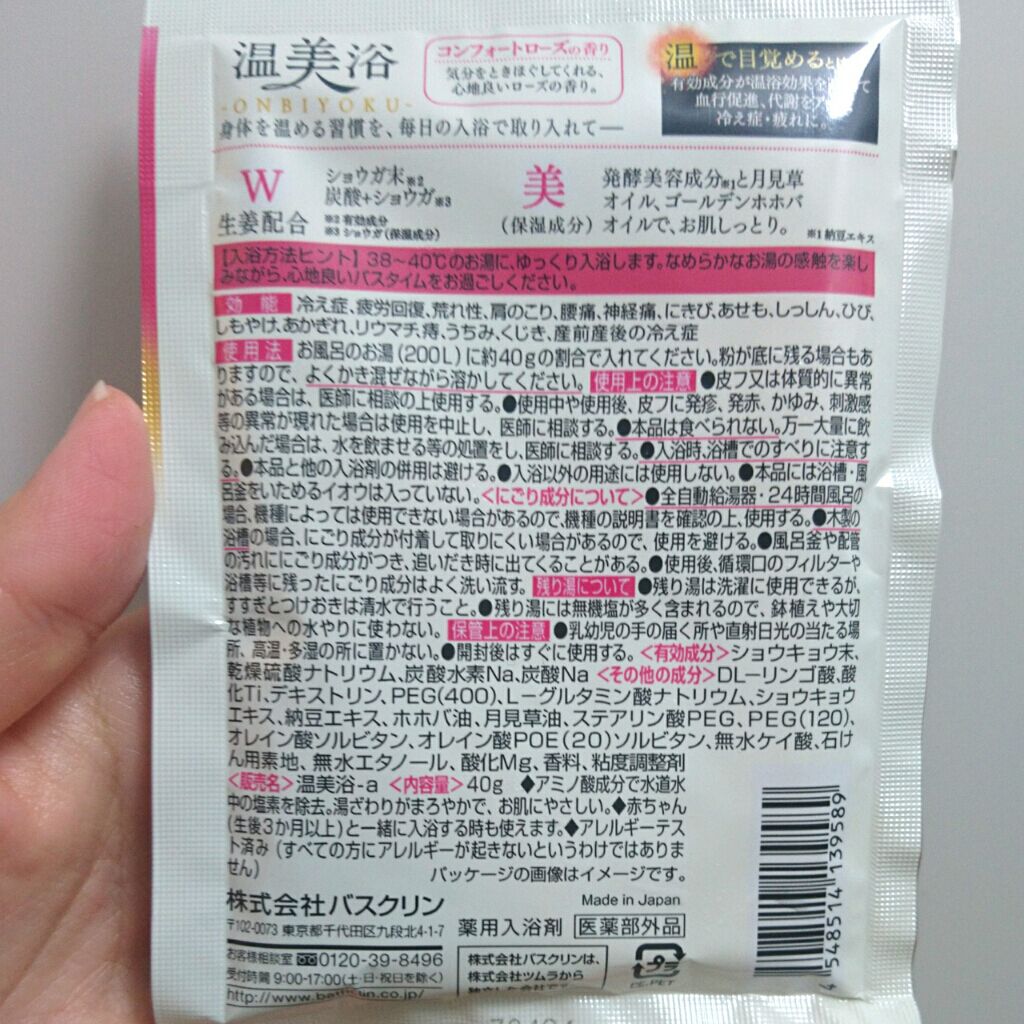 温美浴
-ONBIYOKU-
コンフォートローズの香り
気分をときほぐしてくれる、
心地良いローズの香り。
で目覚めると
有効成分が温浴効果を
血行促進、代謝を
冷え症・疲れに。
身体を温める習慣を、毎日の入浴で取り入れて―
W
生姜配合
ショウガ末※2
炭酸+ショウガ※3
※2 有効成分
※3 ショウガ(保湿成分)
美
(保湿成分)
発酵美容成分※1と月見草
オイル、ゴールデンホホバ
オイルで、お肌しっとり。
※1 納豆エキス
【入浴方法ヒント】38~40℃のお湯に、ゆっくり入浴します。なめらかなお湯の感触を楽し
みながら、心地良いバスタイムをお過ごしください。
効能 冷え症、疲労回復、荒れ性、肩のこり、腰痛、神経痛、にきび、あせも、しっしん、ひび、
しもやけ、あかぎれ、リウマチ、痔、うちみ、くじき、産前産後の冷え症
使用法 お風呂のお湯(200L)に約40gの割合で入れてください。粉が底に残る場合もあ
りますので、よくかき混ぜながら溶かしてください。 使用上の注意 ●皮フ又は体質的に異常
がある場合は、医師に相談の上使用する。●使用中や使用後、皮フに発疹、発赤、かゆみ、刺激感
等の異常が現れた場合は使用を中止し、医師に相談する。●本品は食べられない。万一大量に飲
み込んだ場合は、水を飲ませる等の処置をし、医師に相談する。●入浴時、浴槽でのすべりに注意す
る。●本品と他の入浴剤の併用は避ける。●入浴以外の用途には使用しない。●本品には浴槽・風
呂釜をいためるイオウは入っていない。<にごり成分について>●全自動給湯器・24時間風呂の
場合、機種によっては使用できない場合があるので、機種の説明書を確認の上、使用する。●木製の
浴槽の場合、にごり成分が付着して取りにくい場合があるので、使用を避ける。●風呂釜や配管
の汚れににごり成分がつき、追いだき時に出てくることがある。●使用後、循環口のフィルターや
浴槽等に残ったにごり成分はよく洗い流す。 残り湯について ●残り湯は洗濯に使用できるが、
すすぎとつけおきは清水で行うこと。●残り湯には無機塩が多く含まれるので、鉢植えや大切
な植物への水やりに使わない。 保管上の注意 ●乳幼児の手の届く所や直射日光の当たる場
所、高温・多湿の所に置かない。●開封後はすぐに使用する。<有効成分>ショウキョウ末、
乾燥硫酸ナトリウム、炭酸水素Na、炭酸Na <その他の成分>DL-リンゴ酸、酸
化Ti、デキストリン、PEG(400)、L-グルタミン酸ナトリウム、ショウキョウ
エキス、納豆エキス、ホホバ油、月見草油、ステアリン酸PEG、PEG(120)、
オレイン酸ソルビタン、オレイン酸POE(20)ソルビタン、無水ケイ酸、石け
ん用素地、無水エタノール、酸化Mg、香料、粘度調整剤
<販売名>温美浴-a <内容量>40g ◆アミノ酸成分で水道水
中の塩素を除去。湯ざわりがまろやかで、お肌にやさしい。◆赤ちゃん
(生後3か月以上)と一緒に入浴する時も使えます。◆アレルギーテス
ト済み(すべての方にアレルギーが起きないというわけではありま
せん)
パッケージの画像はイメージです。
株式会社バスクリン
〒102-0073 東京都千代田区九段北4-1-7
お客様相談室 0120-39-8496
受付時間 9:00-17:00(土・日・祝日を除く)
http://www.bathclin.co.jp/
Made in Japan
薬用入浴剤 医薬部外品
株式会社バスクリンは、
株式会社ツムラから
独立した会社で
プラ
DE,PET
4 548514 139589